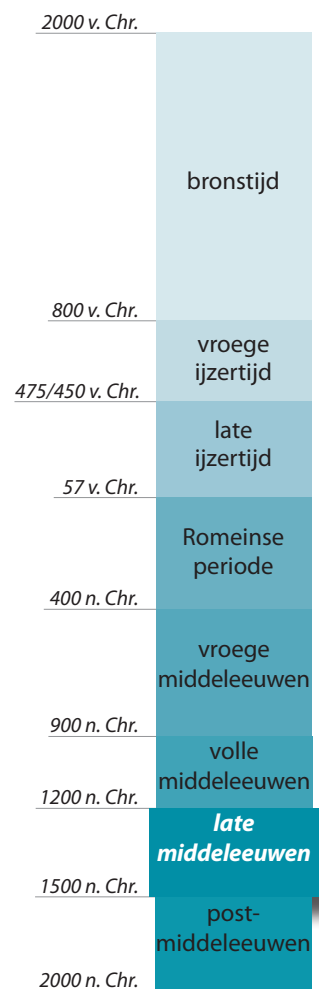 2000 v. Chr.
bronstijd
800 v. Chr.
vroege
ijzertijd
475/450 v. Chr.
late
ijzertijd
57 v. Chr.
Romeinse
periode
400 n. Chr.
vroege
middeleeuwen
900 n. Chr.
volle
middeleeuwen
1200 n. Chr.
late
middeleeuwen
1500 n. Chr.
post-
middeleeuwen
2000 n. Chr.